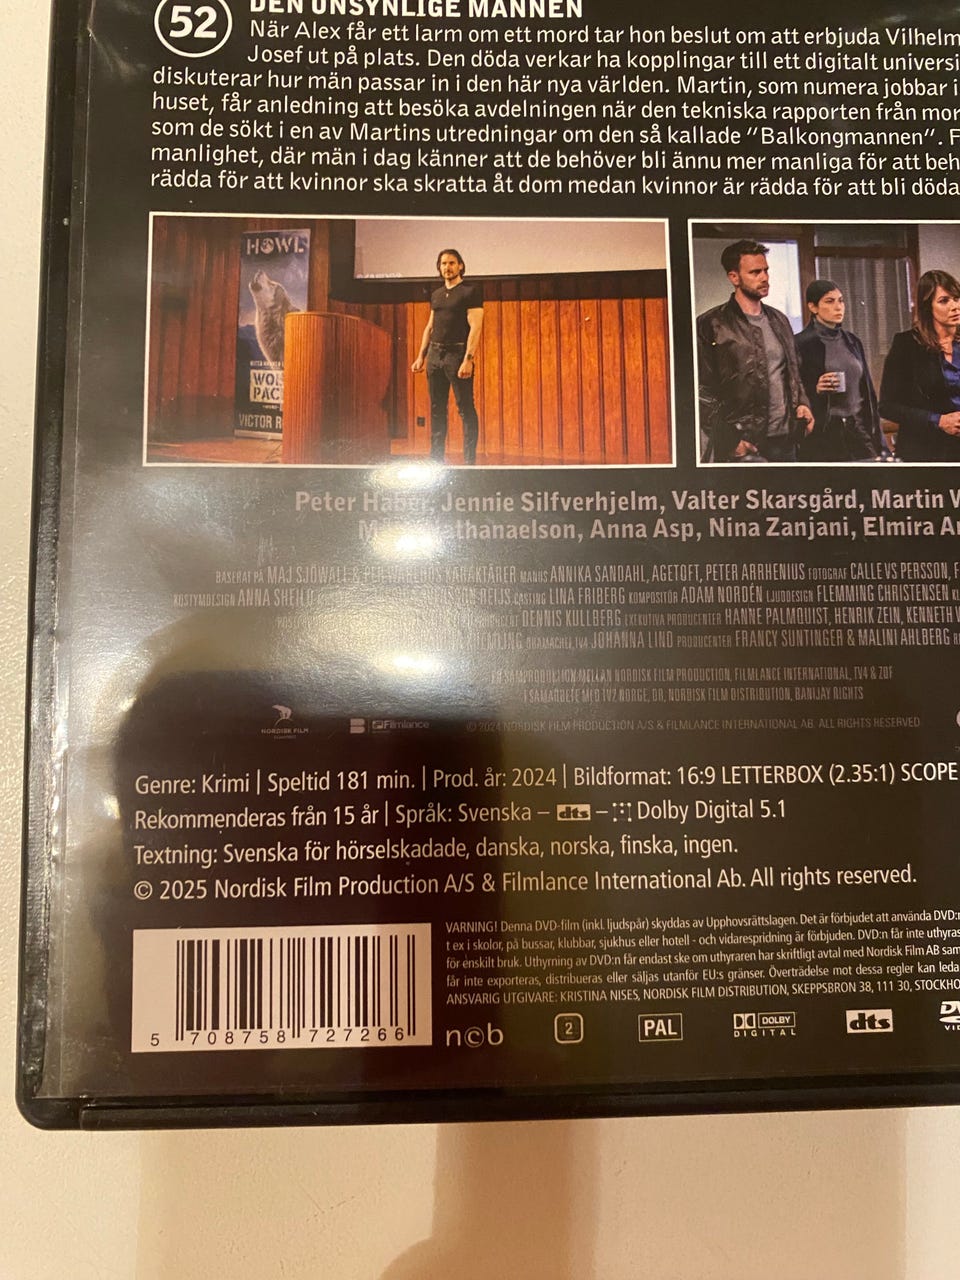 52
DEN OSYNLIGE MANNEN
När Alex får ett larm om ett mord tar hon beslut om att erbjuda Vilhelm
Josef ut på plats. Den döda verkar ha kopplingar till ett digitalt universi
diskuterar hur män passar in i den här nya världen. Martin, som numera jobbar i
huset, får anledning att besöka avdelningen när den tekniska rapporten från mor
som de sökt i en av Martins utredningar om den så kallade ”Balkongmannen”. F
manlighet, där män i dag känner att de behöver bli ännu mer manliga för att beh
rädda för att kvinnor ska skratta åt dom medan kvinnor är rädda för att bli döda
HOWL
WOL
PAC
VICTOR R
Peter Haber, Jennie Silfverhjelm, Valter Skarsgård, Martin W
athanaelson, Anna Asp, Nina Zanjani, Elmira A
BASERAT PÅ MAJ SJÖWALL & PER WAHLÖÖS KARAKTÄRER MANUS ANNIKA SANDAHL, AGETOFT, PETER ARRHENIUS FOTOGRAF CALLE VS PERSSON, F
KOSTYMDESIGN ANNA SHEIL CASTING LINA FRIBERG KOMPOSITÖR ADAM NORDÉN LJUDDESIGN FLEMMING CHRISTENSEN
DENNIS KULLBERG EXEKUTIVA PRODUCENTER HANNE PALMQUIST, HENRIK ZEIN, KENNETH
DRAMACHEF, TV4 JOHANNA LIND PRODUCENTER FRANCY SUNTINGER & MALINI AHLBERG
EN SAMPRODUKTION MELLAN NORDISK FILM PRODUCTION, FILMLANCE INTERNATIONAL, TV4 & ZDF
I SAMARBETE MED TV2 NORGE, DR, NORDISK FILM DISTRIBUTION, BANIJAY RIGHTS
NORDISK FILM
Filmlance
© 2024 NORDISK FILM PRODUCTION A/S & FILMLANCE INTERNATIONAL AB. ALL RIGHTS RESERVED
Genre: Krimi | Speltid 181 min. | Prod. år: 2024 | Bildformat: 16:9 LETTERBOX (2.35:1) SCOPE
Rekommenderas från 15 år | Språk: Svenska – dts – Dolby Digital 5.1
Textning: Svenska för hörselskadade, danska, norska, finska, ingen.
© 2025 Nordisk Film Production A/S & Filmlance International Ab. All rights reserved.
VARNING! Denna DVD-film (inkl. ljudspår) skyddas av Upphovsrättslagen. Det är förbjudet att använda DVD:n
t ex i skolor, på bussar, klubbar, sjukhus eller hotell - och vidarespridning är förbjuden. DVD:n får inte uthyras
för enskilt bruk. Uthyrning av DVD:n får endast ske om uthyraren har skriftligt avtal med Nordisk Film AB sam
får inte exporteras, distribueras eller säljas utanför EU:s gränser. Överträdelse mot dessa regler kan leda
ANSVARIG UTGIVARE: KRISTINA NISES, NORDISK FILM DISTRIBUTION, SKEPPSBRON 38, 111 30, STOCKHO
5 708758 727266
ncb
2
PAL
DOLBY
DIGITAL
dts